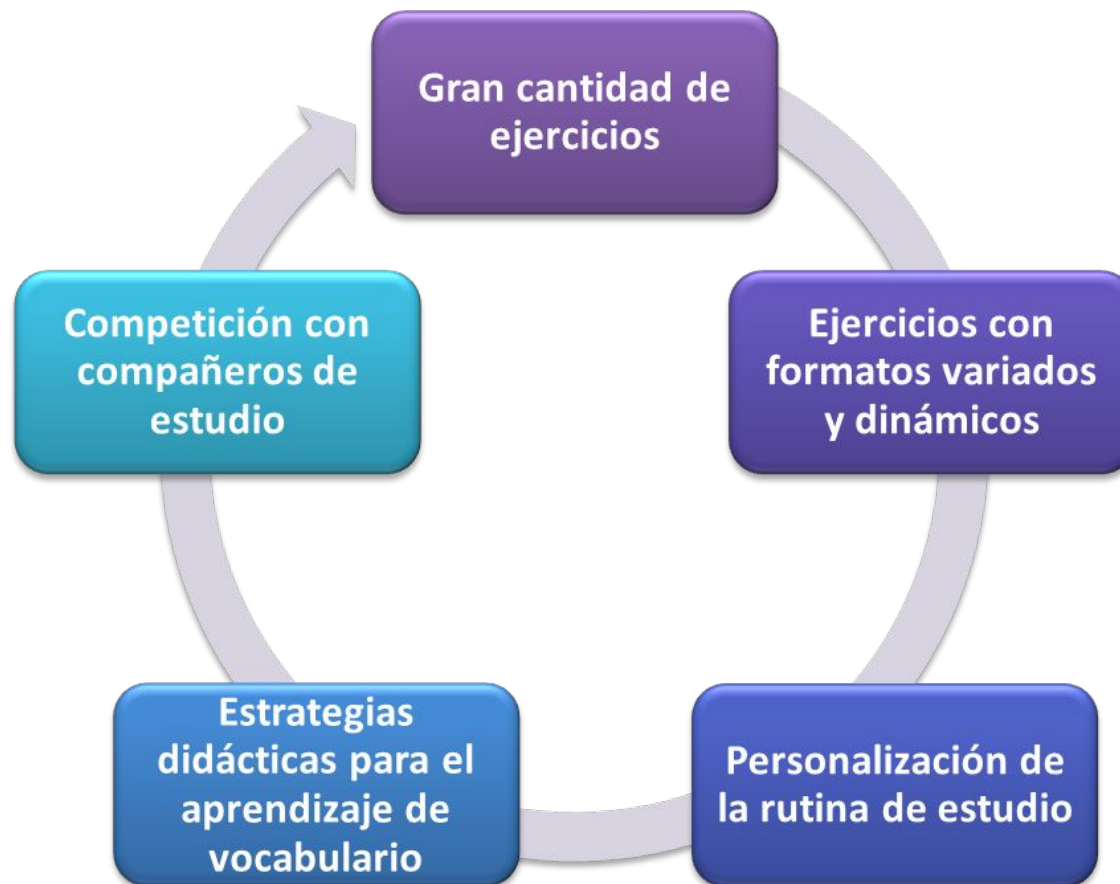 Gran cantidad de
ejercicios
Ejercicios con
formatos variados
y dinámicos
Personalización de
la rutina de estudio
Estrategias
didácticas para el
aprendizaje de
vocabulario
Competición con
compañeros de
estudio